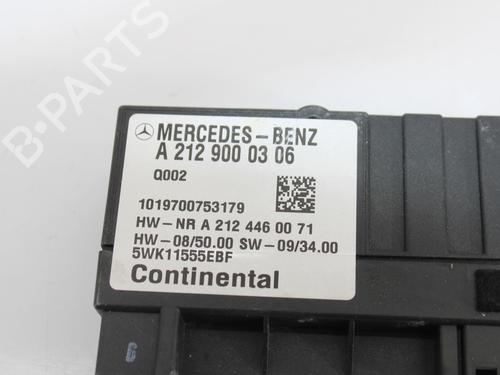 MERCEDES-BENZ
A 212 900 03 06
Q002
1019700753179
HW-NR A 212 446 00 71
HW-08/50.00 SW-09/34.00
5WK11555EBF
Continental
6
B-PARTS